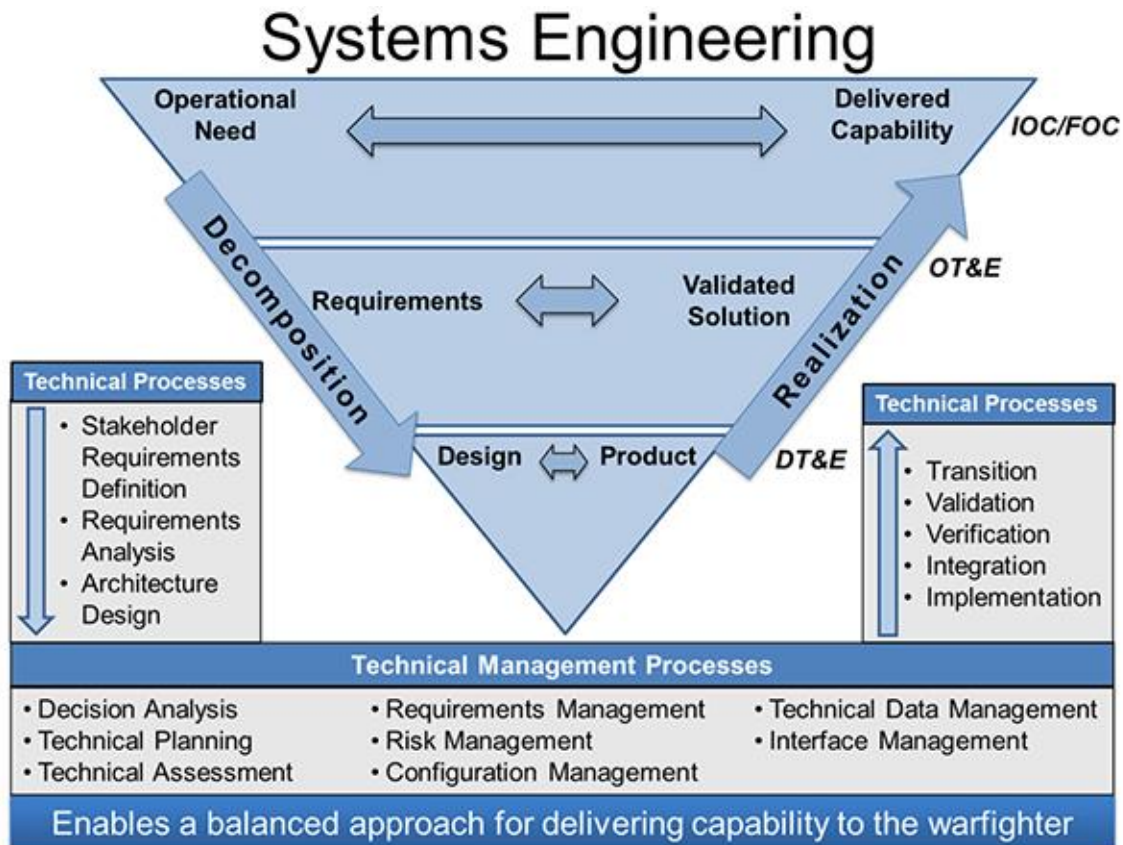 Systems Engineering
Operational
Need
Delivered
Capability
IOC/FOC
Decomposition
Requirements
Validated
Solution
OT&E
Realization
Design
Product
DT&E
Technical Processes
• Stakeholder
Requirements
Definition
• Requirements
Analysis
• Architecture
Design
Technical Processes
• Transition
• Validation
• Verification
• Integration
• Implementation
Technical Management Processes
• Decision Analysis
• Technical Planning
• Technical Assessment
• Requirements Management
• Risk Management
• Configuration Management
• Technical Data Management
• Interface Management
Enables a balanced approach for delivering capability to the warfighter